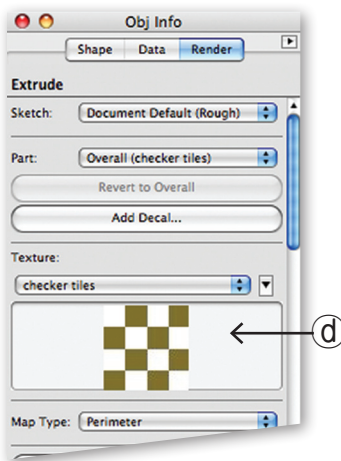 Obj Info
Shape Data Render
Extrude
Sketch: Document Default (Rough)
Part: Overall (checker tiles)
Revert to Overall
Add Decal...
Texture:
checker tiles
d
Map Type: Perimeter